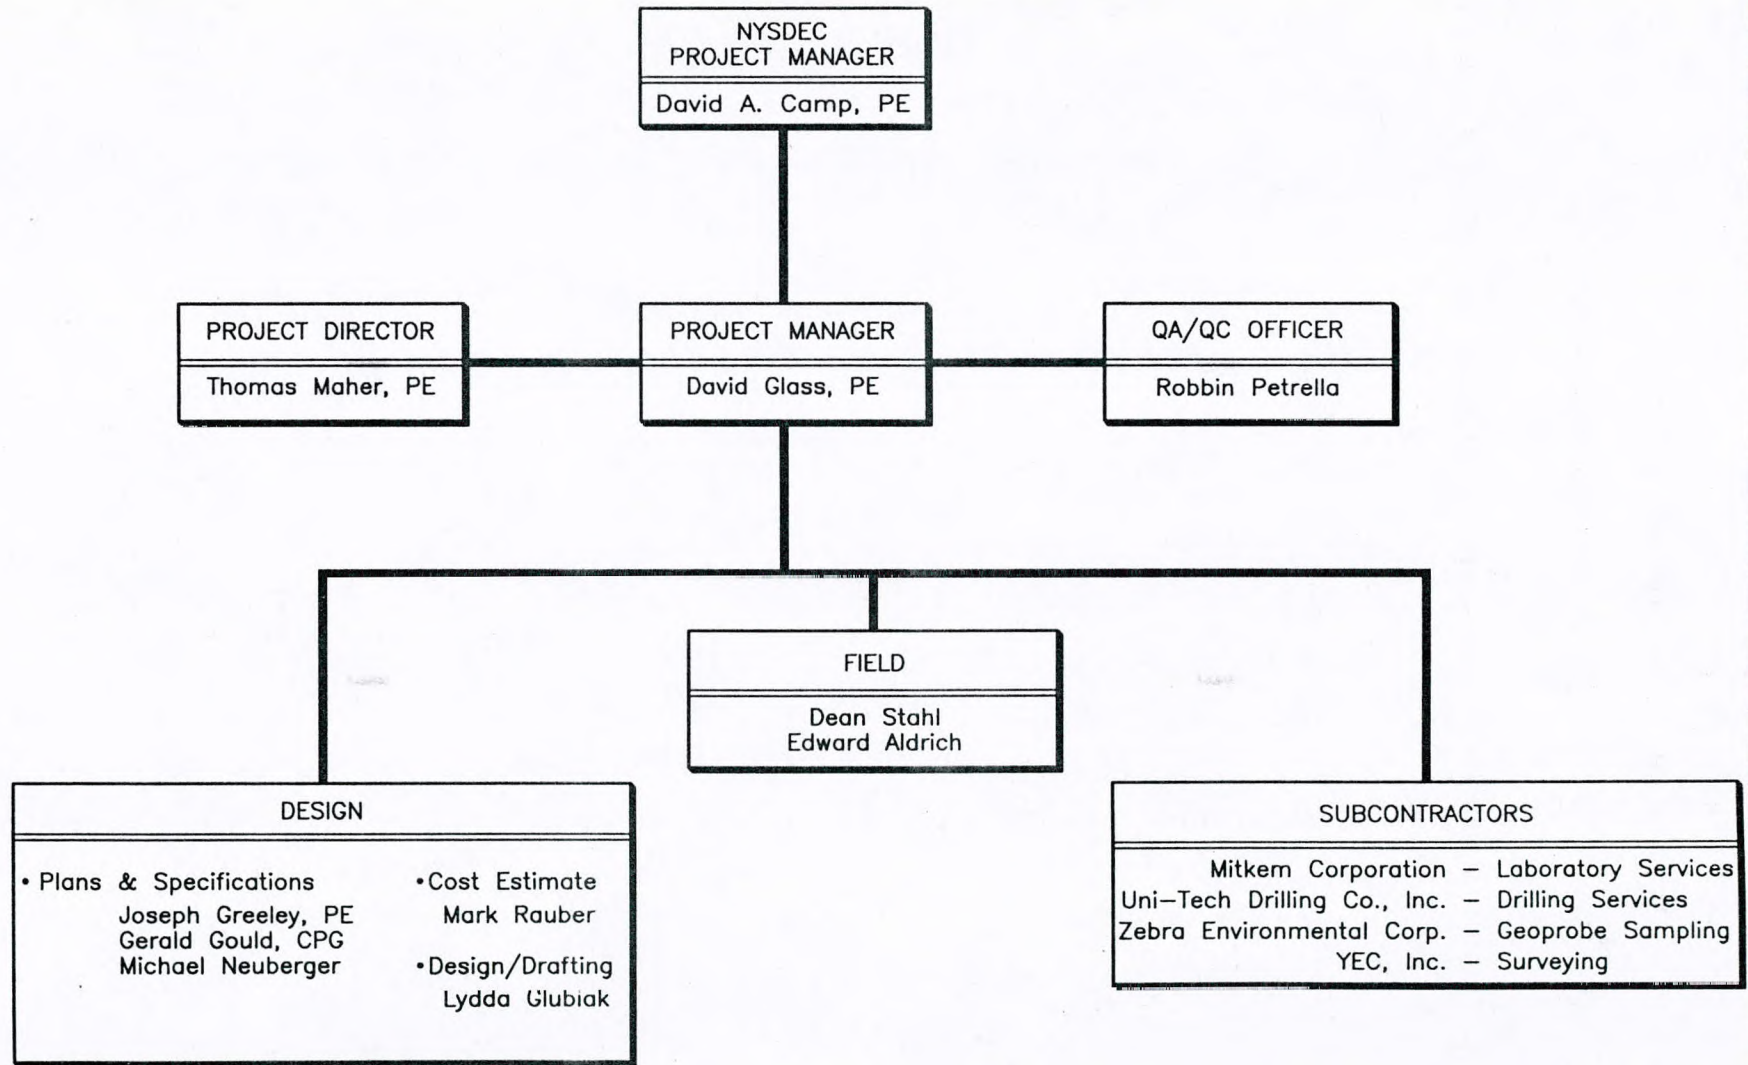 NYSDEC
PROJECT MANAGER
David A. Camp, PE
PROJECT DIRECTOR
Thomas Maher, PE
PROJECT MANAGER
David Glass, PE
QA/QC OFFICER
Robbin Petrella
FIELD
Dean Stahl
Edward Aldrich
DESIGN
• Plans & Specifications
Joseph Greeley, PE
Gerald Gould, CPG
Michael Neuberger
•Cost Estimate
Mark Rauber
•Design/Drafting
Lydda Glubiak
SUBCONTRACTORS
Mitkem Corporation – Laboratory Services
Uni–Tech Drilling Co., Inc. – Drilling Services
Zebra Environmental Corp. – Geoprobe Sampling
YEC, Inc. – Surveying